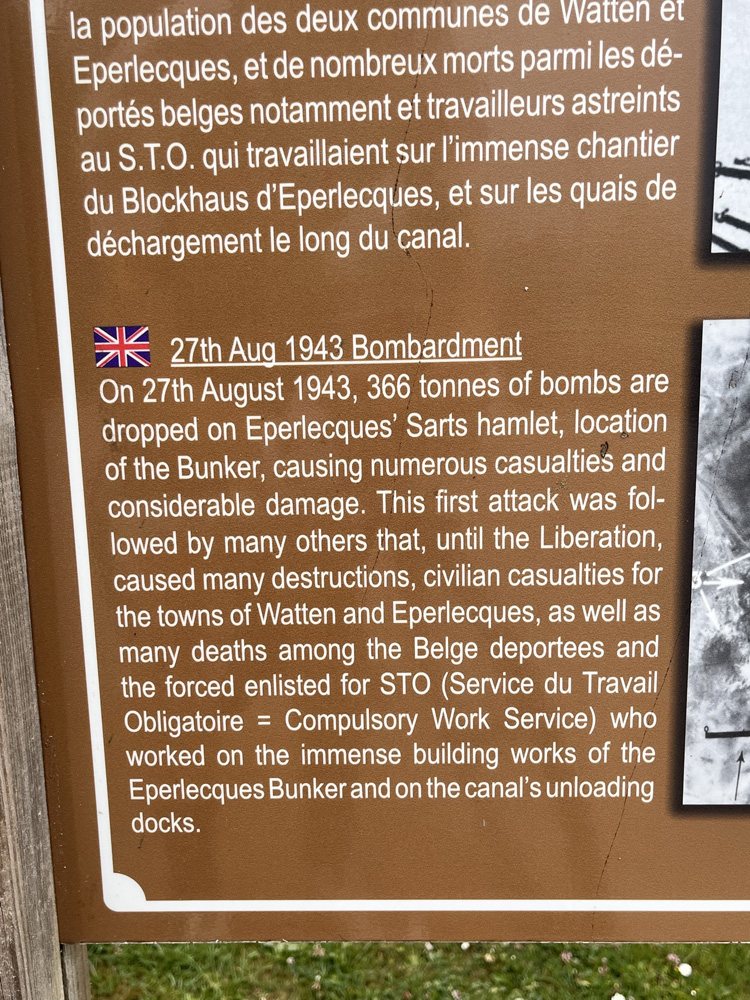 la population des deux communes de Watten et
Eperlecques, et de nombreux morts parmi les dé-
portés belges notamment et travailleurs astreints
au S.T.O. qui travaillaient sur l'immense chantier
du Blockhaus d'Eperlecques, et sur les quais de
déchargement le long du canal.
27th Aug 1943 Bombardment
On 27th August 1943, 366 tonnes of bombs are
dropped on Eperlecques' Sarts hamlet, location
of the Bunker, causing numerous casualties and
considerable damage. This first attack was fol-
lowed by many others that, until the Liberation,
caused many destructions, civilian casualties for
the towns of Watten and Eperlecques, as well as
many deaths among the Belge deportees and
the forced enlisted for STO (Service du Travail
Obligatoire = Compulsory Work Service) who
worked on the immense building works of the
Eperlecques Bunker and on the canal's unloading
docks.